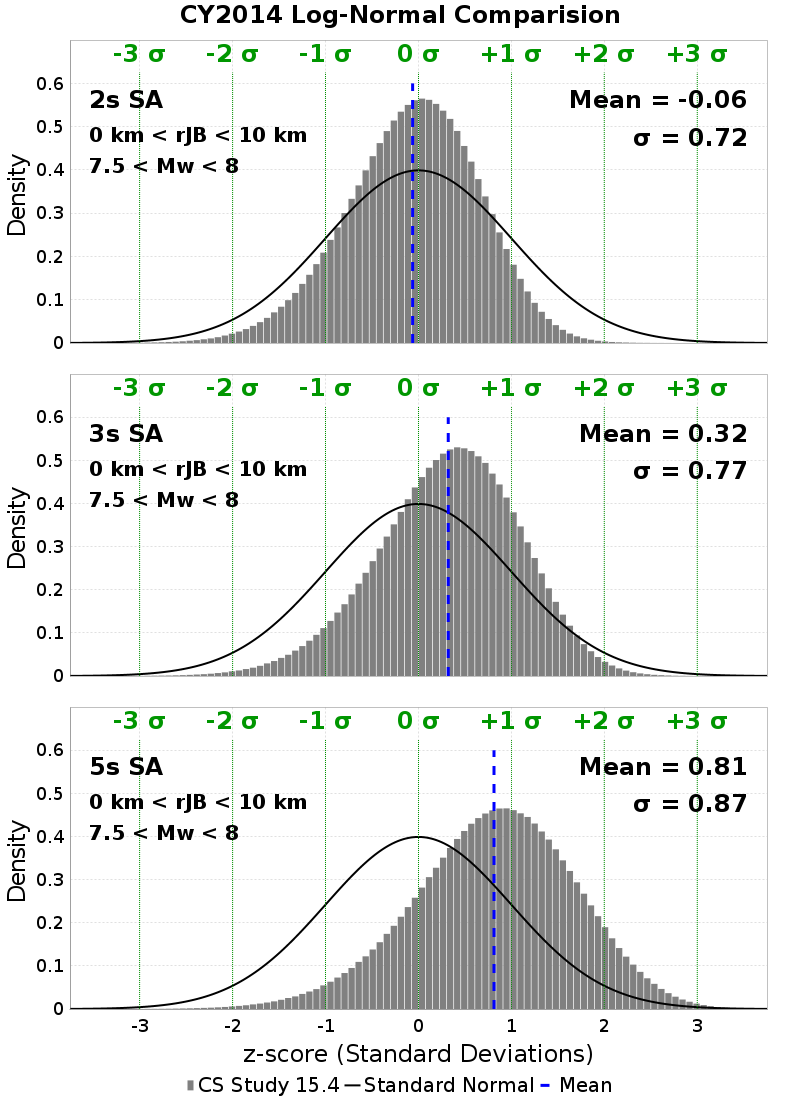 CY2014 Log-Normal Comparision
-3 σ -2 σ -1 σ 0 σ +1 σ +2 σ +3 σ
0.6
2s SA Mean = -0.06
0.5
0 km < rJB < 10 km σ = 0.72
7.5 < Mw < 8
0.4
0.3
0.2
0.1
0
Density
-3 σ -2 σ -1 σ 0 σ +1 σ +2 σ +3 σ
0.6
3s SA Mean = 0.32
0.5
0 km < rJB < 10 km σ = 0.77
7.5 < Mw < 8
0.4
0.3
0.2
0.1
0
Density
-3 σ -2 σ -1 σ 0 σ +1 σ +2 σ +3 σ
0.6
5s SA Mean = 0.81
0.5
0 km < rJB < 10 km σ = 0.87
7.5 < Mw < 8
0.4
0.3
0.2
0.1
0
Density
-3 -2 -1 0 1 2 3
z-score (Standard Deviations)
CS Study 15.4 Standard Normal Mean